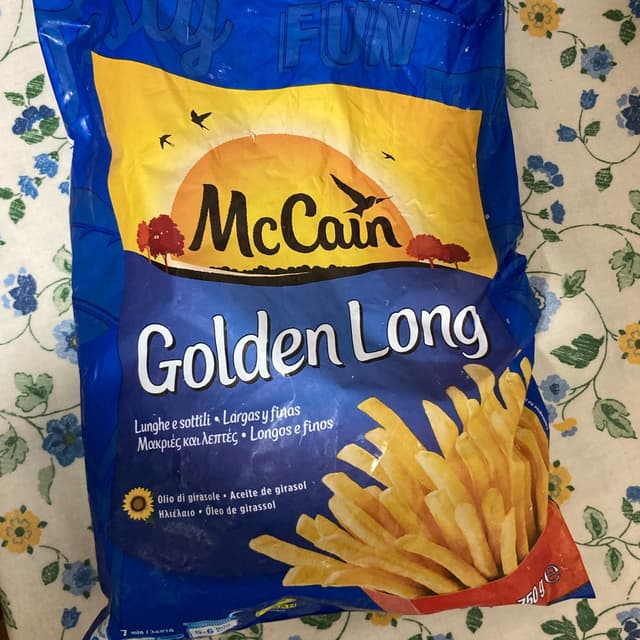 FUN
McCain
Golden Long
Lunghe e sottili • Largas y finas
Μακριές και λεπτές • Longos e finos
Olio di girasole • Aceite de girasol
Ηλιέλαιο • Óleo de girassol
750 g e